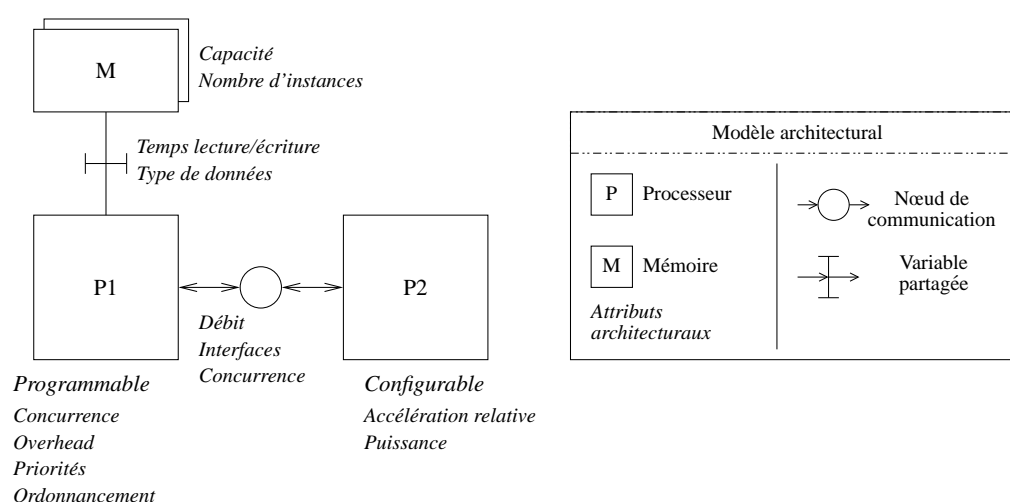 M
Capacité
Nombre d'instances
Temps lecture/écriture
Type de données
P1
P2
Débit
Interfaces
Concurrence
Programmable
Concurrence
Overhead
Priorités
Ordonnancement
Configurable
Accélération relative
Puissance
Modèle architectural
P Processeur
M Mémoire
Attributs
architecturaux
Nœud de
communication
Variable
partagée